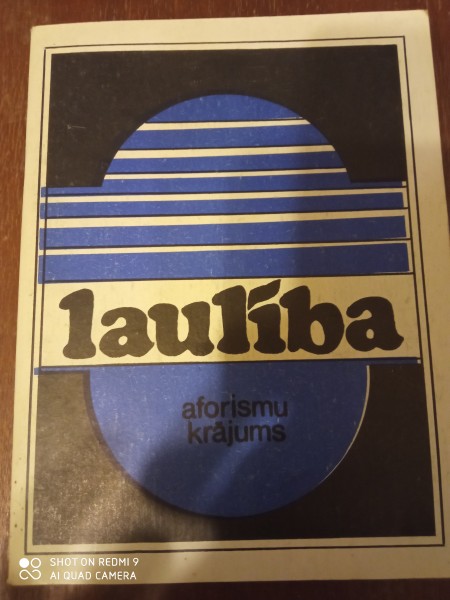 laulība
aforismu
krājums
SHOT ON REDMI 9
AI QUAD CAMERA